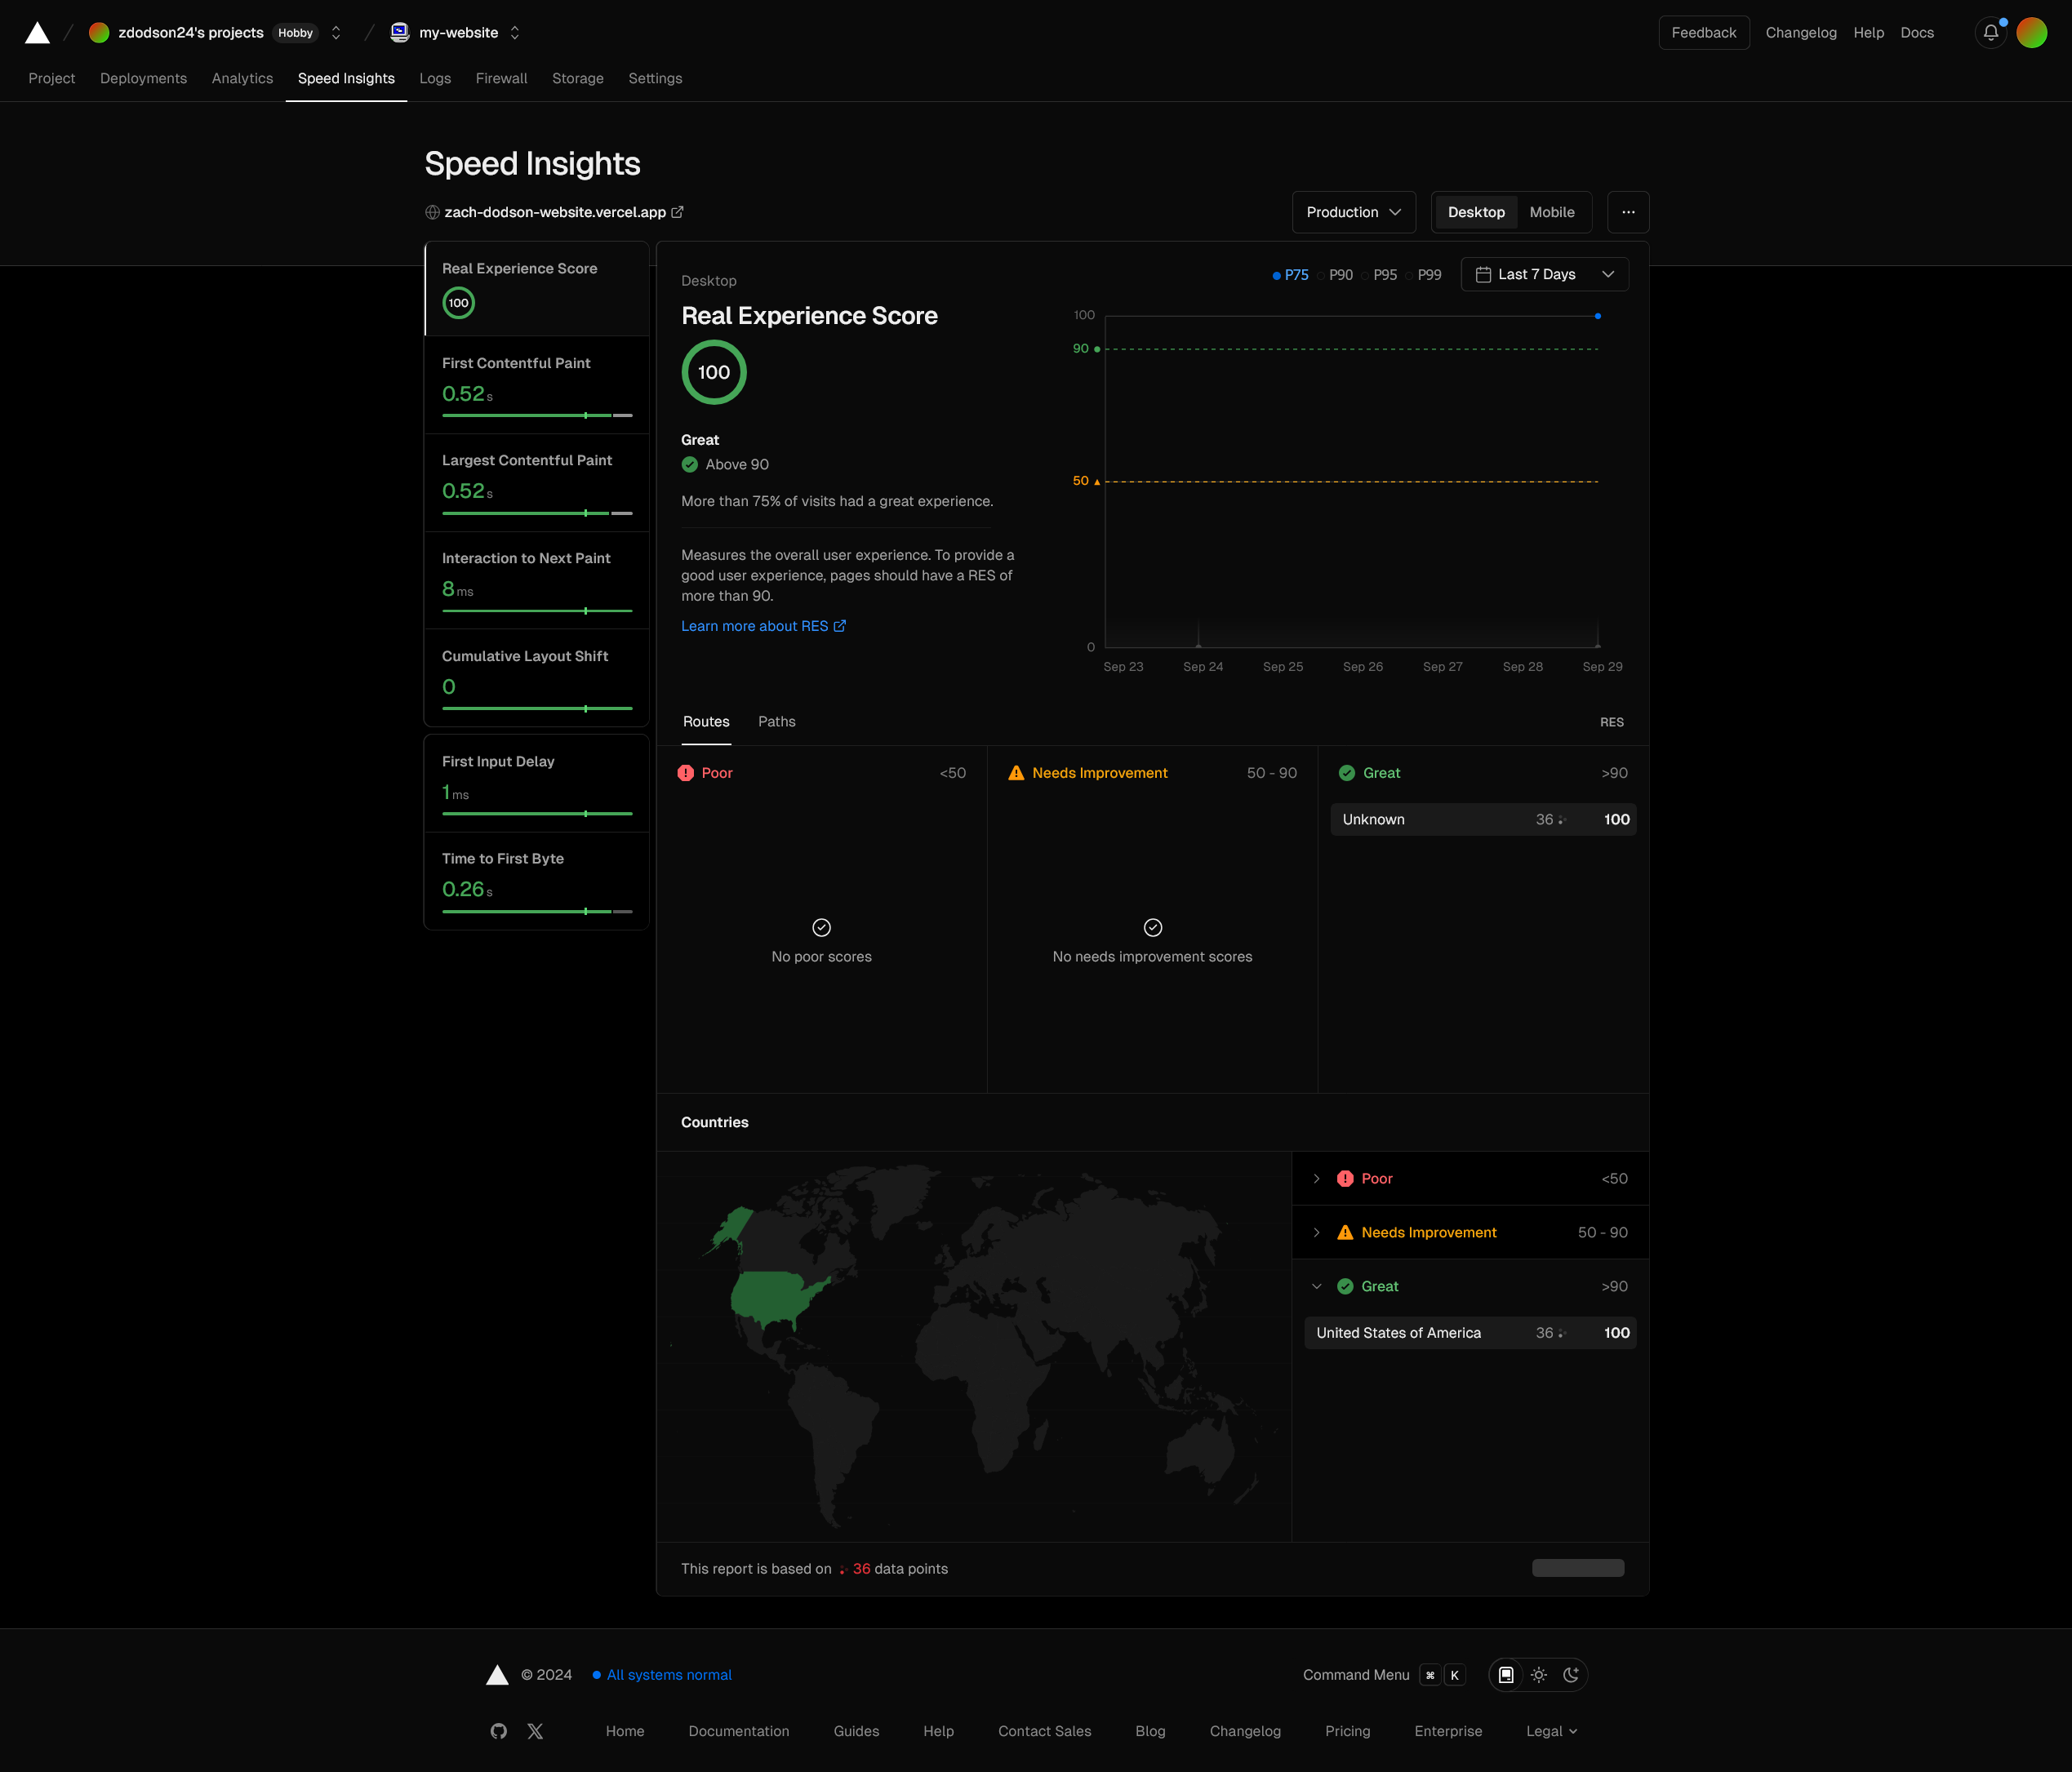 zdodson24's projects Hobby my-website Feedback Changelog Help Docs
Project Deployments Analytics Speed Insights Logs Firewall Storage Settings
Speed Insights
zach-dodson-website.vercel.app Production Desktop Mobile
Real Experience Score
100
First Contentful Paint
0.52 s
Largest Contentful Paint
0.52 s
Interaction to Next Paint
8 ms
Cumulative Layout Shift
0
First Input Delay
1 ms
Time to First Byte
0.26 s
Desktop
P75 P90 P95 P99 Last 7 Days
Real Experience Score
100
Great
Above 90
More than 75% of visits had a great experience.
Measures the overall user experience. To provide a
good user experience, pages should have a RES of
more than 90.
Learn more about RES
100
90
50
0
Sep 23 Sep 24 Sep 25 Sep 26 Sep 27 Sep 28 Sep 29
Routes Paths RES
Poor <50
No poor scores
Needs Improvement 50 - 90
No needs improvement scores
Great >90
Unknown 36 100
Countries
Poor <50
Needs Improvement 50 - 90
Great >90
United States of America 36 100
This report is based on 36 data points
© 2024 All systems normal Command Menu ⌘ K
Home Documentation Guides Help Contact Sales Blog Changelog Pricing Enterprise Legal